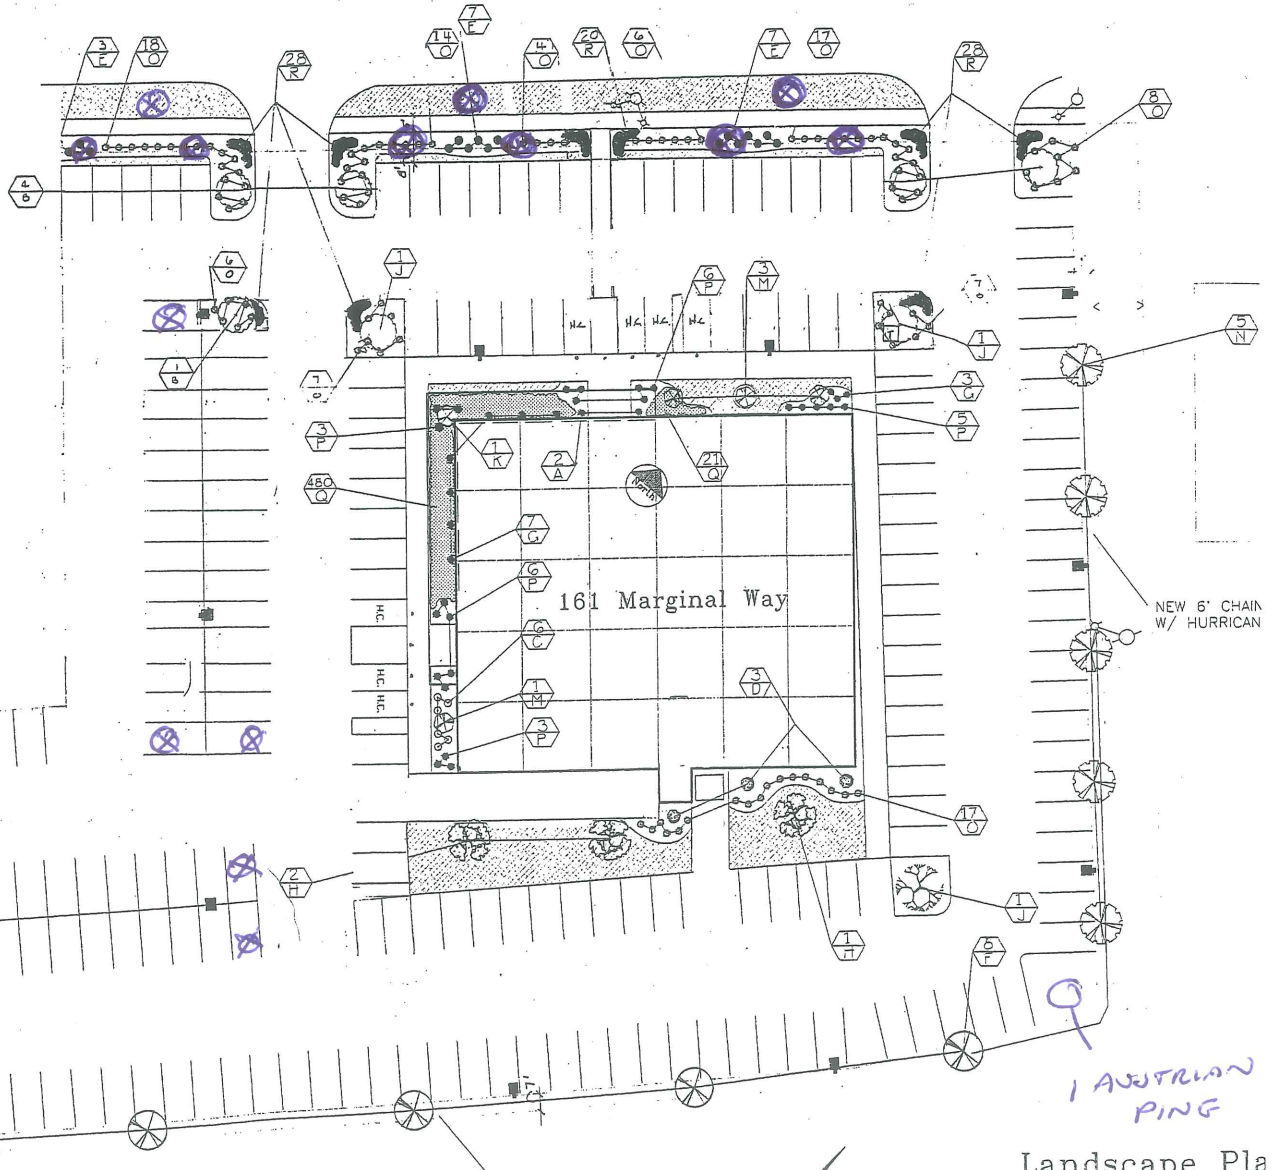 7
E
3
E
18
O
28
R
14
O
4
O
20
R
6
O
7
E
17
O
28
R
8
O
4
B
6
O
1
J
6
P
3
M
7
O
1
J
5
N
1
B
7
O
H.C.
H.C.
H.C.
H.C.
3
G
5
P
3
P
1
K
2
A
21
Q
480
Q
North
7
G
6
P
161 Marginal Way
H.C.
6
C
H.C.
H.C.
1
M
3
P
3
D
NEW 6' CHAIN
W/ HURRICAN
17
O
2
H
1
J
1
H
6
F
1 AUSTRIAN
PINE
Landscape Pla